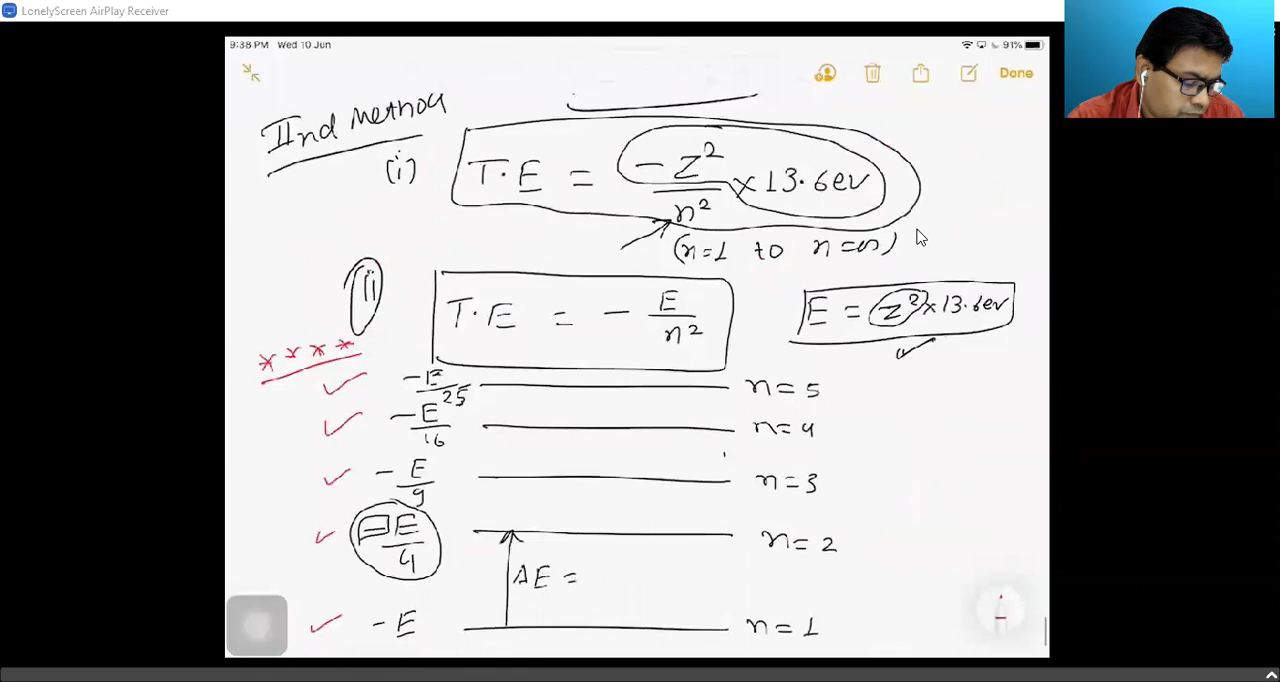 LonelyScreen AirPlay Receiver
9:38 PM Wed 10 Jun
91%
Done
IInd Method
(i) T.E = -Z²/n² × 13.6ev
(n=1 to n=∞)
ii T.E = - E/n²
E = Z² × 13.6ev
****
-E/25 n = 5
-E/16 n = 4
-E/9 n = 3
-E/4 n = 2
ΔE =
-E n = 1